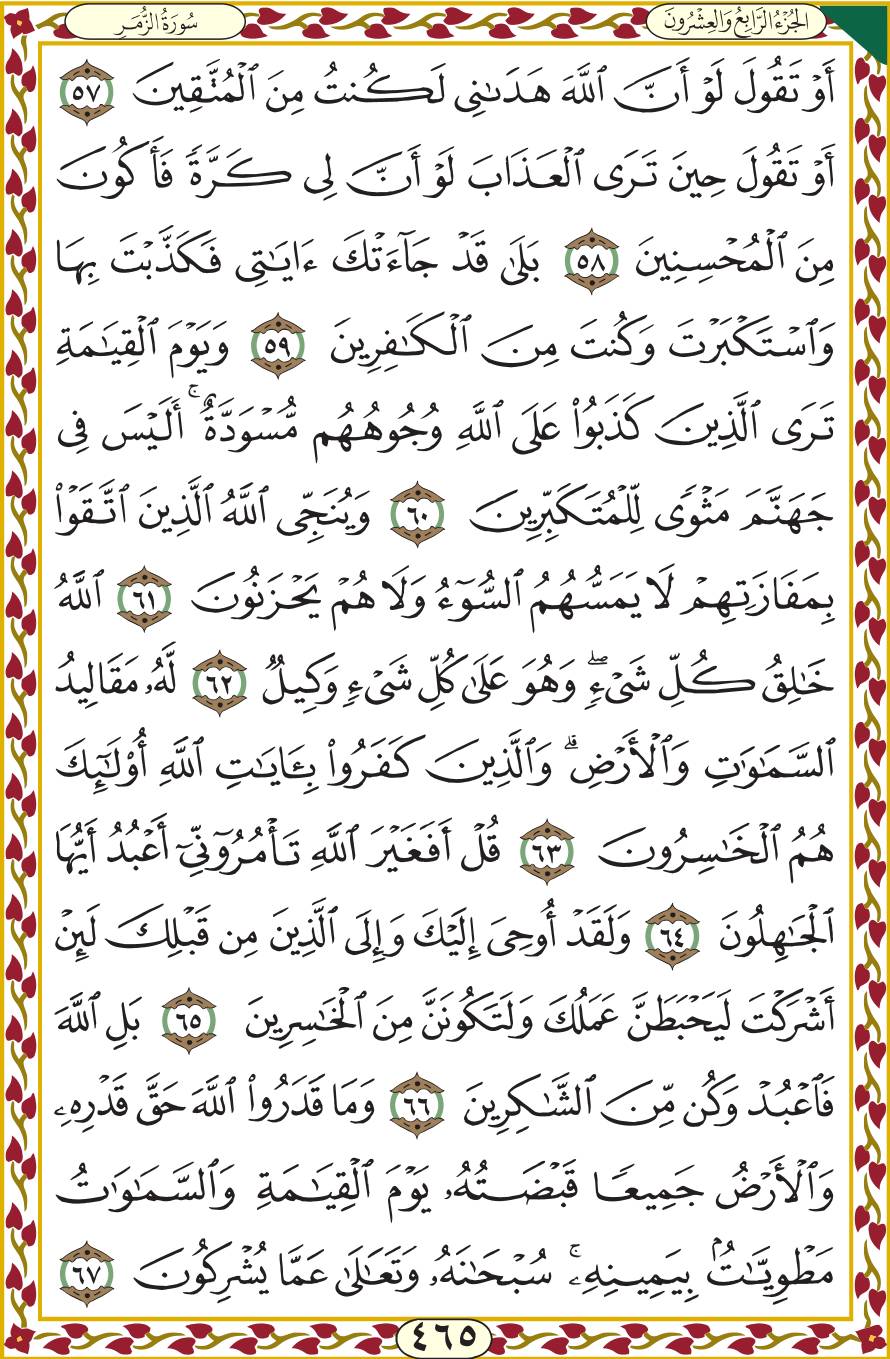 الجُزْءُ الرَّابِعُ وَالعِشْرُونَ
سُورَةُ الزُّمَرِ
أَوْ تَقُولَ لَوْ أَنَّ ٱللَّهَ هَدَىٰنِى لَكُنتُ مِنَ ٱلْمُتَّقِينَ ٥٧
أَوْ تَقُولَ حِينَ تَرَى ٱلْعَذَابَ لَوْ أَنَّ لِى كَرَّةً فَأَكُونَ
مِنَ ٱلْمُحْسِنِينَ ٥٨ بَلَىٰ قَدْ جَآءَتْكَ ءَايَـٰتِى فَكَذَّبْتَ بِهَا
وَٱسْتَكْبَرْتَ وَكُنتَ مِنَ ٱلْكَـٰفِرِينَ ٥٩ وَيَوْمَ ٱلْقِيَـٰمَةِ
تَرَى ٱلَّذِينَ كَذَبُوا۟ عَلَى ٱللَّهِ وُجُوهُهُم مُّسْوَدَّةٌ ۚ أَلَيْسَ فِى
جَهَنَّمَ مَثْوًى لِّلْمُتَكَبِّرِينَ ٦٠ وَيُنَجِّى ٱللَّهُ ٱلَّذِينَ ٱتَّقَوْا۟
بِمَفَازَتِهِمْ لَا يَمَسُّهُمُ ٱلسُّوٓءُ وَلَا هُمْ يَحْزَنُونَ ٦١ ٱللَّهُ
خَـٰلِقُ كُلِّ شَىْءٍ ۖ وَهُوَ عَلَىٰ كُلِّ شَىْءٍ وَكِيلٌ ٦٢ لَّهُۥ مَقَالِيدُ
ٱلسَّمَـٰوَٰتِ وَٱلْأَرْضِ ۗ وَٱلَّذِينَ كَفَرُوا۟ بِـَٔايَـٰتِ ٱللَّهِ أُو۟لَـٰٓئِكَ
هُمُ ٱلْخَـٰسِرُونَ ٦٣ قُلْ أَفَغَيْرَ ٱللَّهِ تَأْمُرُوٓنِّىٓ أَعْبُدُ أَيُّهَا
ٱلْجَـٰهِلُونَ ٦٤ وَلَقَدْ أُوحِىَ إِلَيْكَ وَإِلَى ٱلَّذِينَ مِن قَبْلِكَ لَئِنْ
أَشْرَكْتَ لَيَحْبَطَنَّ عَمَلُكَ وَلَتَكُونَنَّ مِنَ ٱلْخَـٰسِرِينَ ٦٥ بَلِ ٱللَّهَ
فَٱعْبُدْ وَكُن مِّنَ ٱلشَّـٰكِرِينَ ٦٦ وَمَا قَدَرُوا۟ ٱللَّهَ حَقَّ قَدْرِهِۦ
وَٱلْأَرْضُ جَمِيعًا قَبْضَتُهُۥ يَوْمَ ٱلْقِيَـٰمَةِ وَٱلسَّمَـٰوَٰتُ
مَطْوِيَّـٰتٌۢ بِيَمِينِهِۦ ۚ سُبْحَـٰنَهُۥ وَتَعَـٰلَىٰ عَمَّا يُشْرِكُونَ ٦٧
٤٦٥